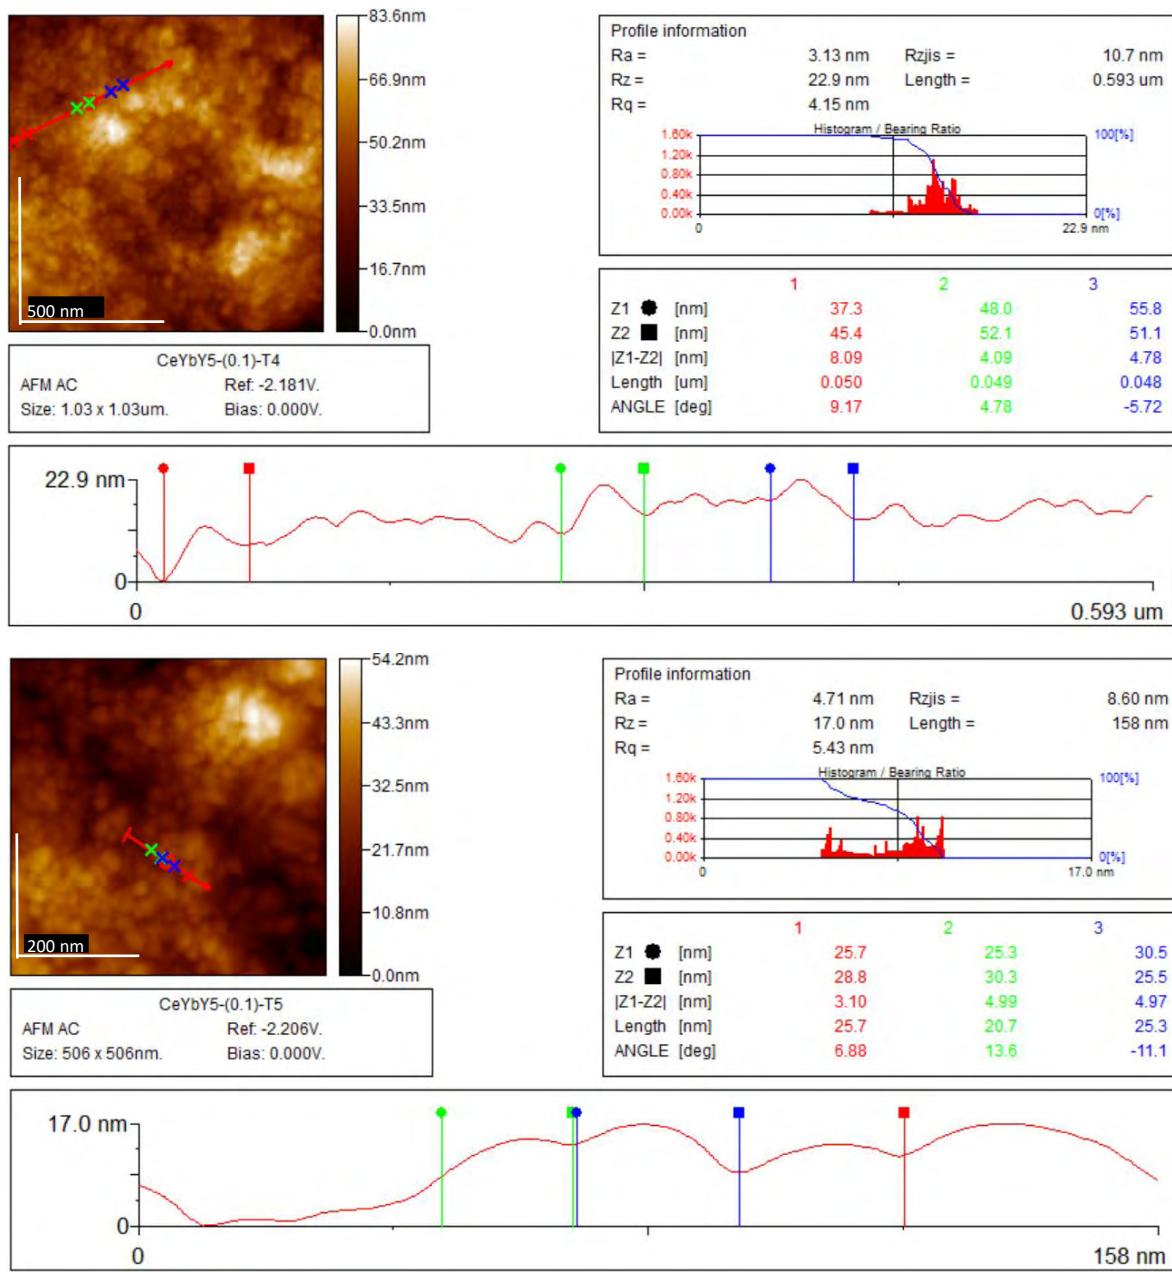 83.6nm
66.9nm
50.2nm
33.5nm
16.7nm
0.0nm
500 nm
CeYbY5-(0.1)-T4
AFM AC Ref: -2.181V.
Size: 1.03 x 1.03um. Bias: 0.000V.
Profile information
Ra = 3.13 nm Rzjis = 10.7 nm
Rz = 22.9 nm Length = 0.593 um
Rq = 4.15 nm
Histogram / Bearing Ratio
1.60k 100[%]
1.20k
0.80k
0.40k
0.00k 0[%]
0 22.9 nm
1 2 3
Z1 [nm] 37.3 48.0 55.8
Z2 [nm] 45.4 52.1 51.1
|Z1-Z2| [nm] 8.09 4.09 4.78
Length [um] 0.050 0.049 0.048
ANGLE [deg] 9.17 4.78 -5.72
22.9 nm
0
0 0.593 um
54.2nm
43.3nm
32.5nm
21.7nm
10.8nm
0.0nm
200 nm
CeYbY5-(0.1)-T5
AFM AC Ref: -2.206V.
Size: 506 x 506nm. Bias: 0.000V.
Profile information
Ra = 4.71 nm Rzjis = 8.60 nm
Rz = 17.0 nm Length = 158 nm
Rq = 5.43 nm
Histogram / Bearing Ratio
1.60k 100[%]
1.20k
0.80k
0.40k
0.00k 0[%]
0 17.0 nm
1 2 3
Z1 [nm] 25.7 25.3 30.5
Z2 [nm] 28.8 30.3 25.5
|Z1-Z2| [nm] 3.10 4.99 4.97
Length [nm] 25.7 20.7 25.3
ANGLE [deg] 6.88 13.6 -11.1
17.0 nm
0
0 158 nm